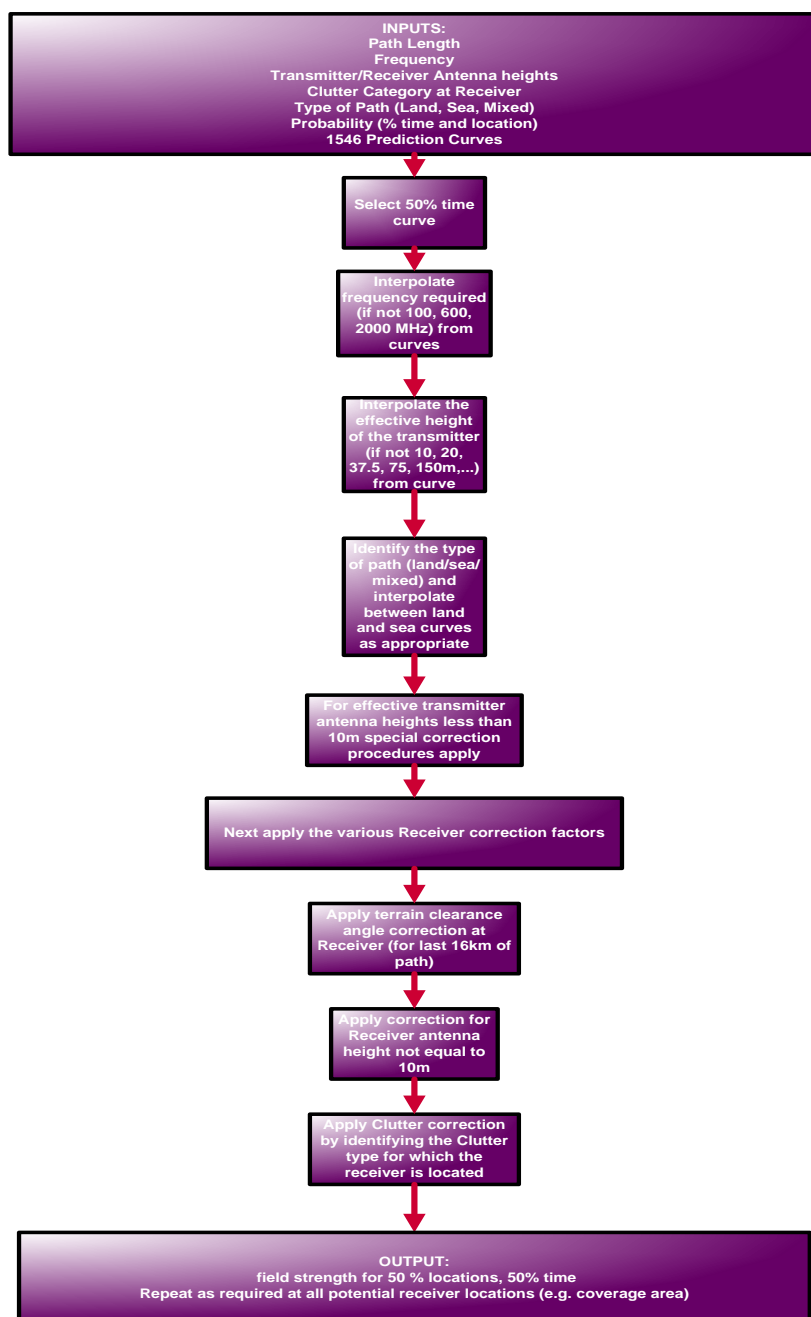 INPUTS:
Path Length
Frequency
Transmitter/Receiver Antenna heights
Clutter Category at Receiver
Type of Path (Land, Sea, Mixed)
Probability (% time and location)
1546 Prediction Curves
Select 50% time
curve
Interpolate
frequency required
(if not 100, 600,
2000 MHz) from
curves
Interpolate the
effective height
of the transmitter
(if not 10, 20,
37.5, 75, 150m,...)
from curve
Identify the type
of path (land/sea/
mixed) and
interpolate
between land
and sea curves
as appropriate
For effective transmitter
antenna heights less than
10m special correction
procedures apply
Next apply the various Receiver correction factors
Apply terrain clearance
angle correction at
Receiver (for last 16km of
path)
Apply correction for
Receiver antenna
height not equal to
10m
Apply Clutter correction
by identifying the Clutter
type for which the
receiver is located
OUTPUT:
field strength for 50 % locations, 50% time
Repeat as required at all potential receiver locations (e.g. coverage area)